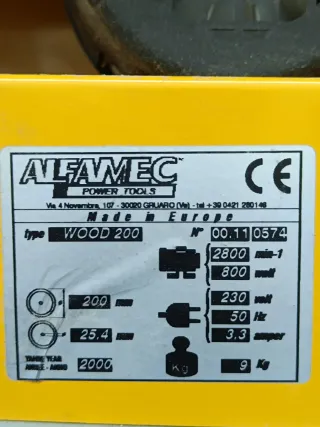 ALFAMEC
POWER TOOLS
Via 4 Novembre, 107 - 30020 GRUARO (Ve) - tel +39 0421 280146
CE
Made in Europe
type WOOD 200 N° 00.11 0574
2800 min-1
800 watt
200 mm
230 volt
50 Hz
25.4 mm
3.3 amper
TRADE YEAR
ANNEE - ANNO
2000
Kg
9 Kg